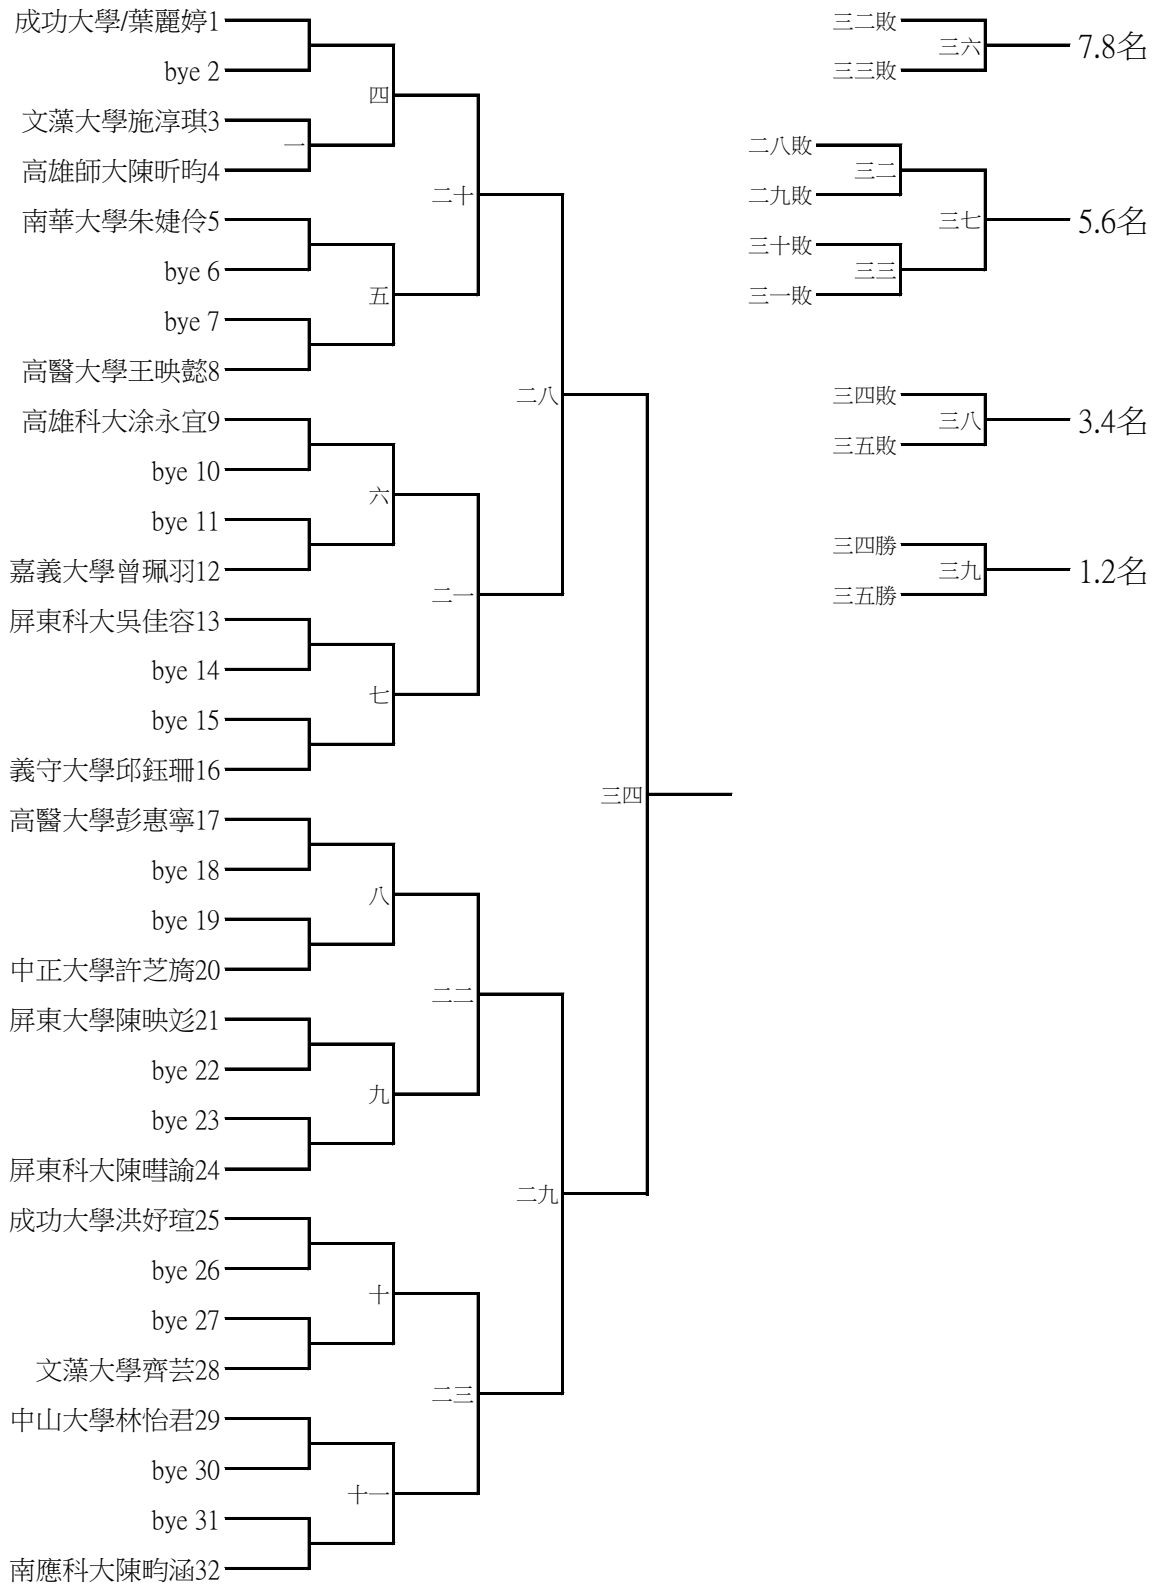 成功大學/葉麗婷1
bye 2
文藻大學施淳琪3
高雄師大陳昕昀4
南華大學朱婕伶5
bye 6
bye 7
高醫大學王映懿8
高雄科大涂永宜9
bye 10
bye 11
嘉義大學曾珮羽12
屏東科大吳佳容13
bye 14
bye 15
義守大學邱鈺珊16
高醫大學彭惠寧17
bye 18
bye 19
中正大學許芝旖20
屏東大學陳映彣21
bye 22
bye 23
屏東科大陳暳諭24
成功大學洪妤瑄25
bye 26
bye 27
文藻大學齊芸28
中山大學林怡君29
bye 30
bye 31
南應科大陳畇涵32
一
四
五
六
七
八
九
十
十一
二十
二一
二二
二三
二八
二九
三四
三二敗
三三敗
三六
7.8名
二八敗
二九敗
三二
三十敗
三一敗
三三
三七
5.6名
三四敗
三五敗
三八
3.4名
三四勝
三五勝
三九
1.2名